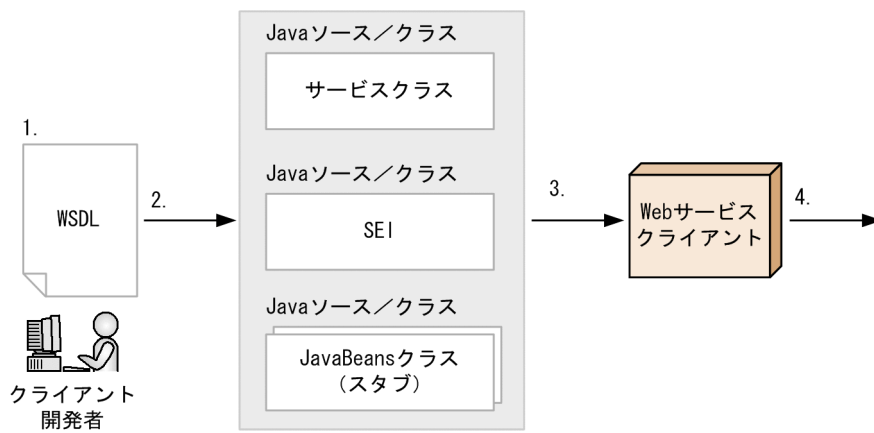 1.
WSDL
クライアント
開発者
2.
Javaソース／クラス
サービスクラス
Javaソース／クラス
SEI
Javaソース／クラス
JavaBeansクラス
（スタブ）
3.
Webサービス
クライアント
4.